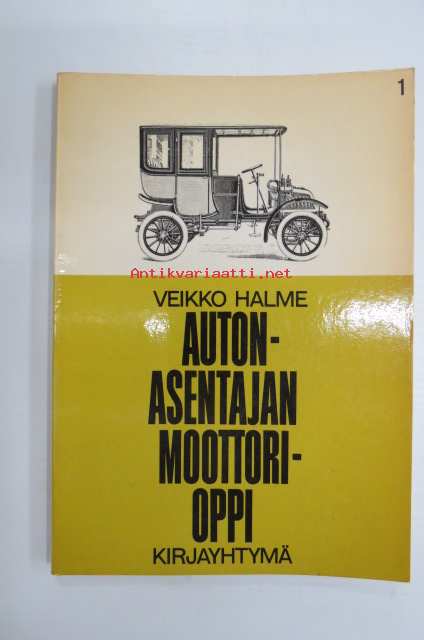 1
Antikvariaatti.net
VEIKKO HALME
AUTON-
ASENTAJAN
MOOTTORI-
OPPI
KIRJAYHTYMÄ